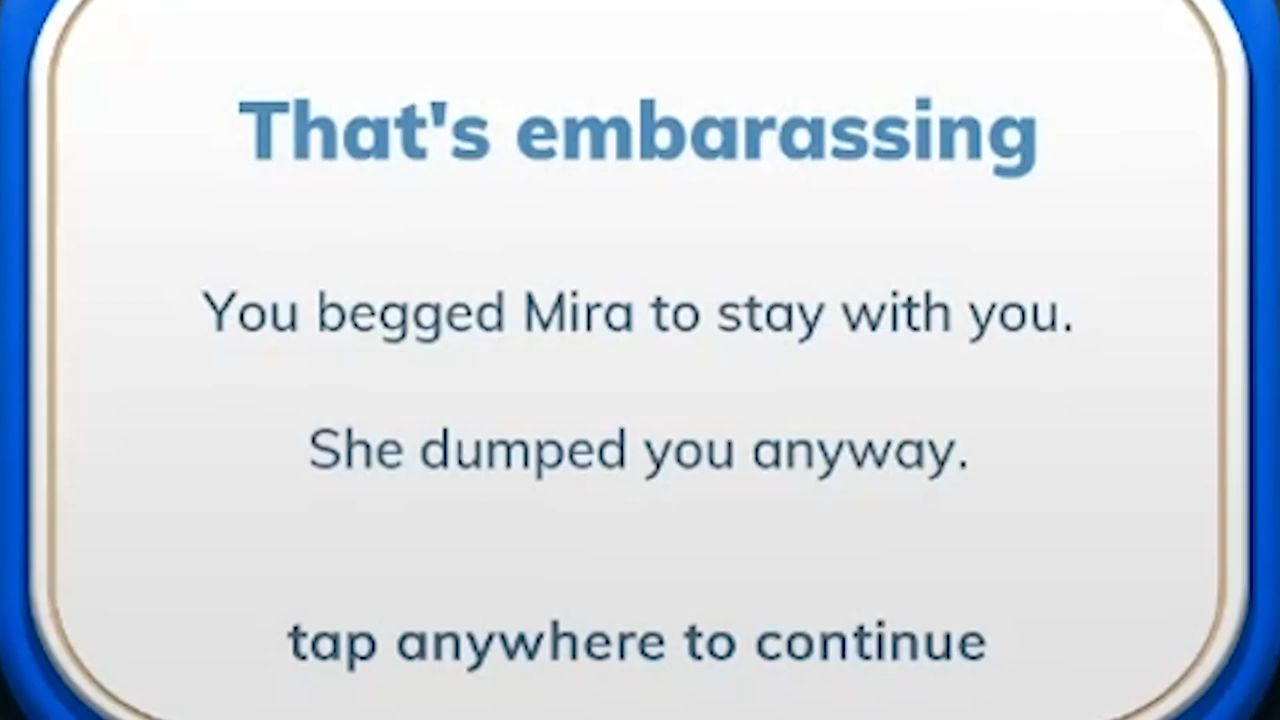 That's embarassing
You begged Mira to stay with you.
She dumped you anyway.
tap anywhere to continue